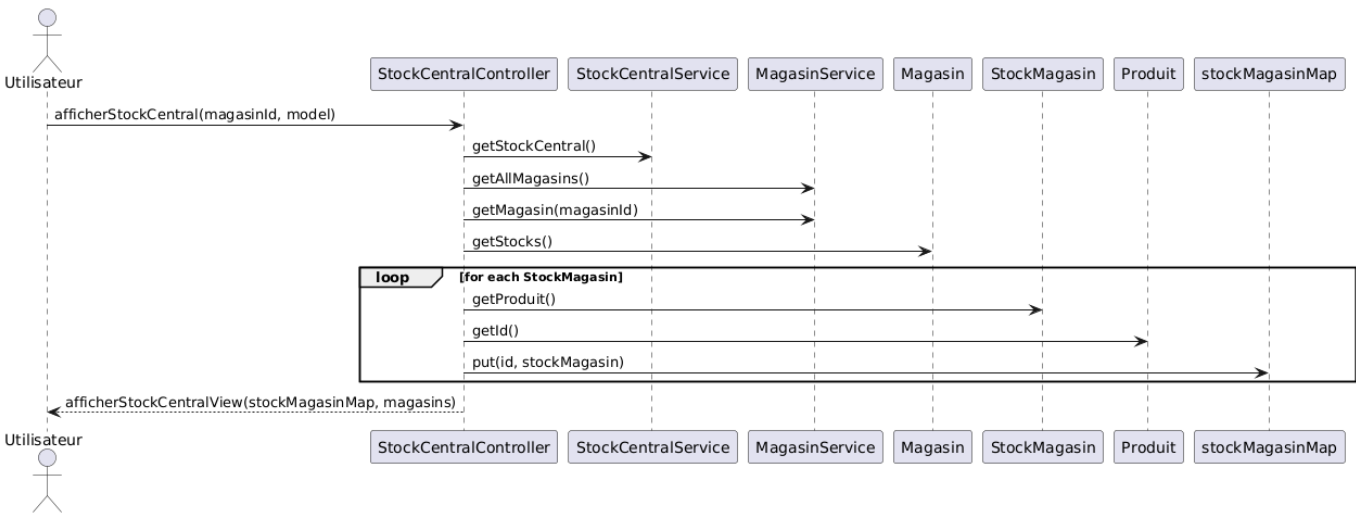 Utilisateur
StockCentralController
StockCentralService
MagasinService
Magasin
StockMagasin
Produit
stockMagasinMap
afficherStockCentral(magasinId, model)
getStockCentral()
getAllMagasins()
getMagasin(magasinId)
getStocks()
loop
[for each StockMagasin]
getProduit()
getId()
put(id, stockMagasin)
afficherStockCentralView(stockMagasinMap, magasins)
Utilisateur
StockCentralController
StockCentralService
MagasinService
Magasin
StockMagasin
Produit
stockMagasinMap